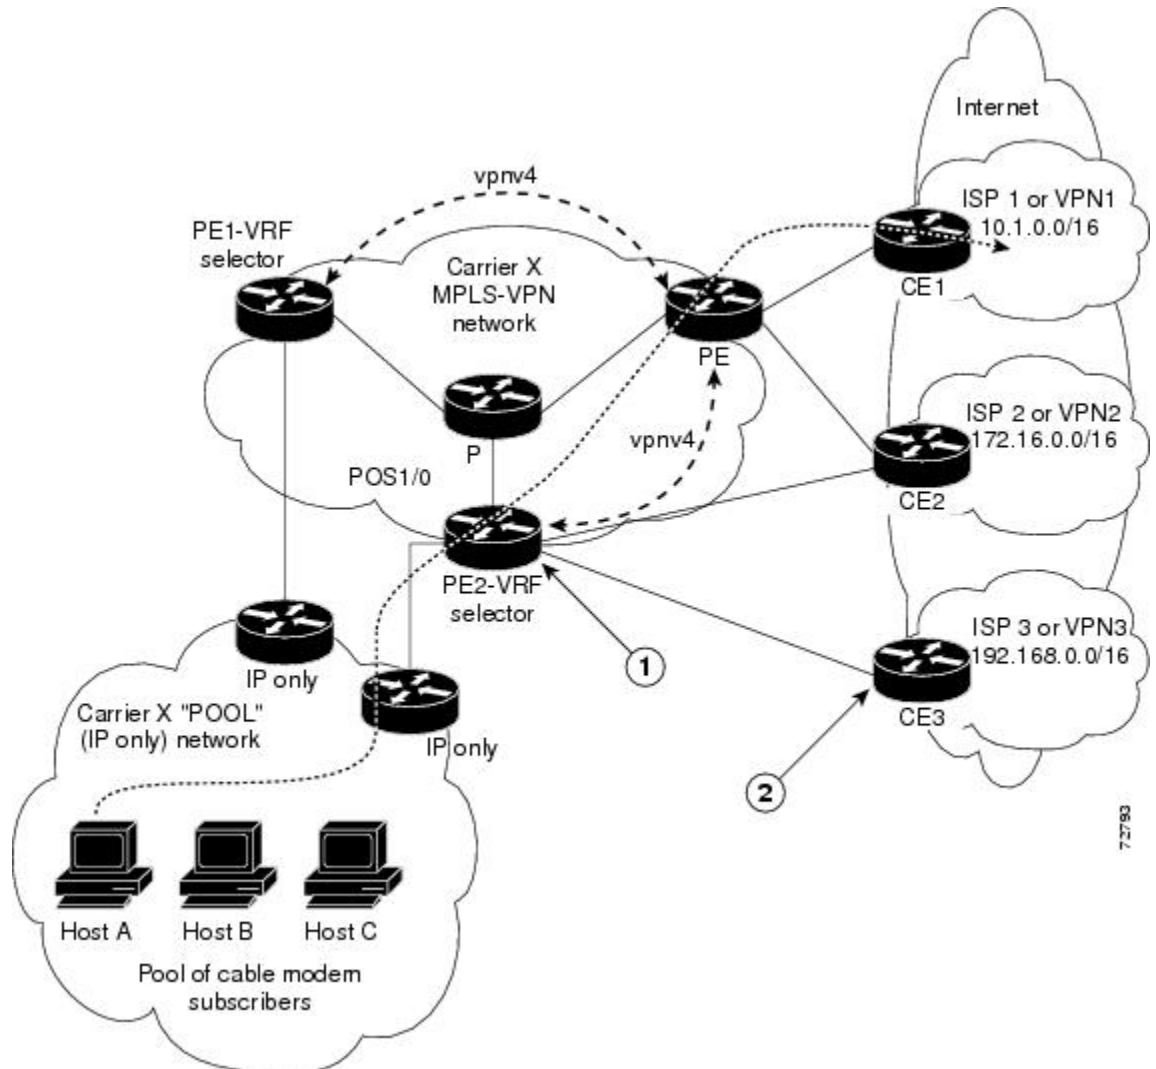 Internet
vpnv4
ISP 1 or VPN1
10.1.0.0/16
PE1-VRF
selector
Carrier X
MPLS-VPN
network
CE1
PE
ISP 2 or VPN2
172.16.0.0/16
vpnv4
P
POS1/0
CE2
PE2-VRF
selector
ISP 3 or VPN3
192.168.0.0/16
1
IP only
Carrier X "POOL"
(IP only) network
CE3
IP only
2
72793
Host A
Host B
Host C
Pool of cable modem
subscribers